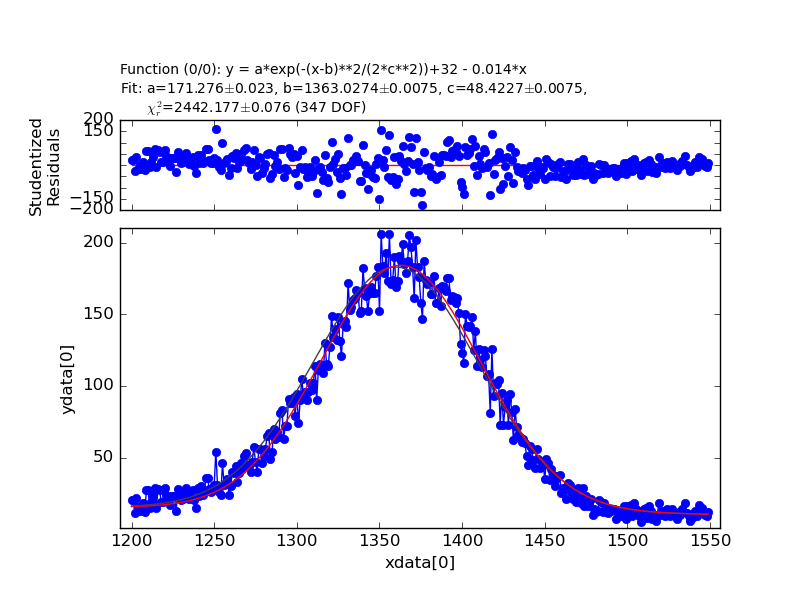 Function (0/0): y = a*exp(-(x-b)**2/(2*c**2))+32 - 0.014*x
Fit: a=171.276±0.023, b=1363.0274±0.0075, c=48.4227±0.0075,
χ²ᵣ=2442.177±0.076 (347 DOF)
Studentized
Residuals
200
150
−150
−200
ydata[0]
200
150
100
50
1200 1250 1300 1350 1400 1450 1500 1550
xdata[0]